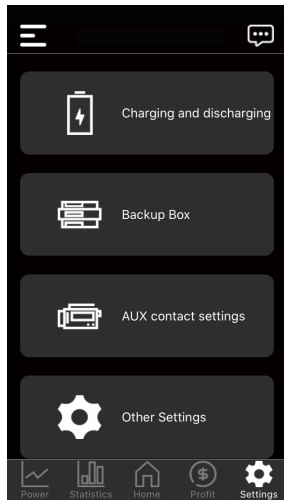 Charging and discharging
Backup Box
AUX contact settings
Other Settings
Power Statistics Home Profit Settings